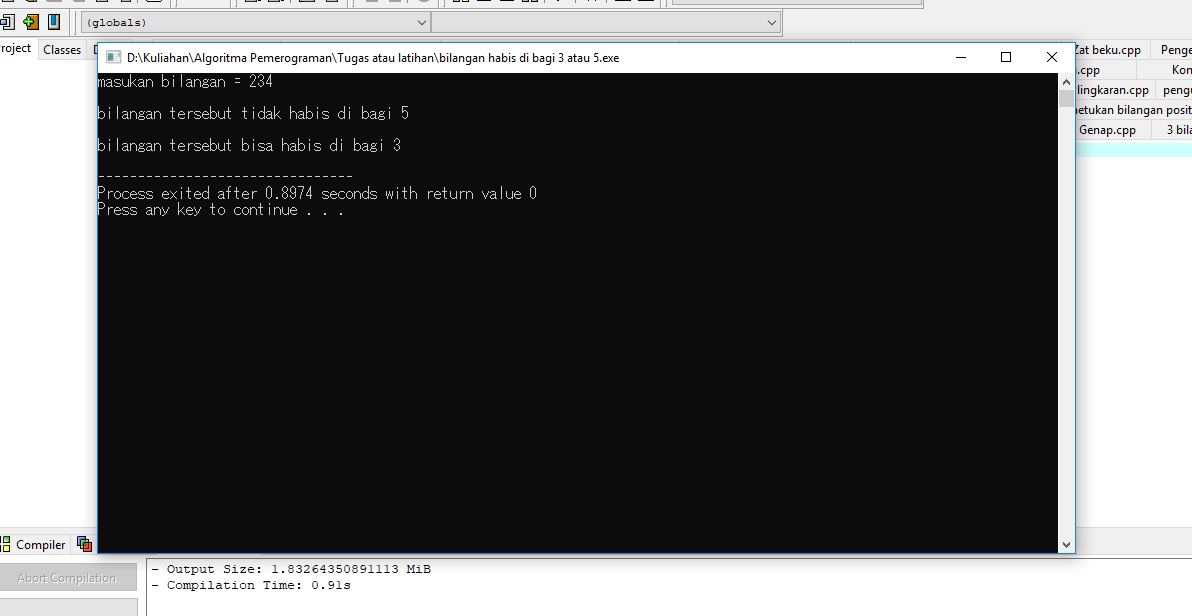 (globals)
roject Classes D
D:\Kuliahan\Algoritma Pemerograman\Tugas atau latihan\bilangan habis di bagi 3 atau 5.exe
Zat beku.cpp Penge
.cpp Kon
lingkaran.cpp pengu
netukan bilangan posit
Genap.cpp 3 bila
masukan bilangan = 234
bilangan tersebut tidak habis di bagi 5
bilangan tersebut bisa habis di bagi 3
--------------------------------
Process exited after 0.8974 seconds with return value 0
Press any key to continue . . .
Compiler
Abort Compilation
- Output Size: 1.83264350891113 MiB
- Compilation Time: 0.91s